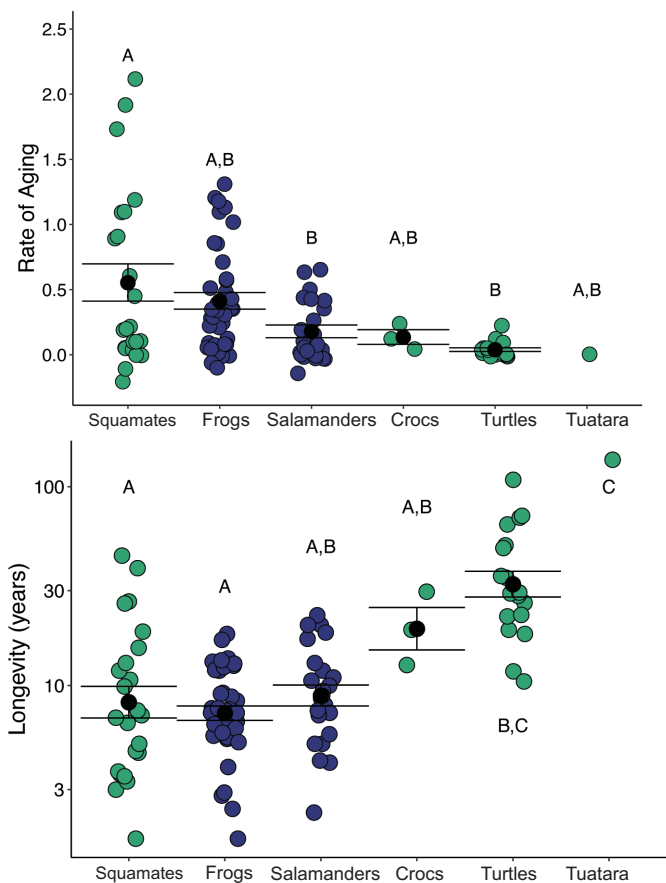 2.5
A
2.0
Rate of Aging
1.5
A,B
1.0
B
A,B
0.5
B
A,B
0.0
Squamates Frogs Salamanders Crocs Turtles Tuatara
100
A
C
A,B
A,B
A
30
Longevity (years)
10
B,C
3
Squamates Frogs Salamanders Crocs Turtles Tuatara